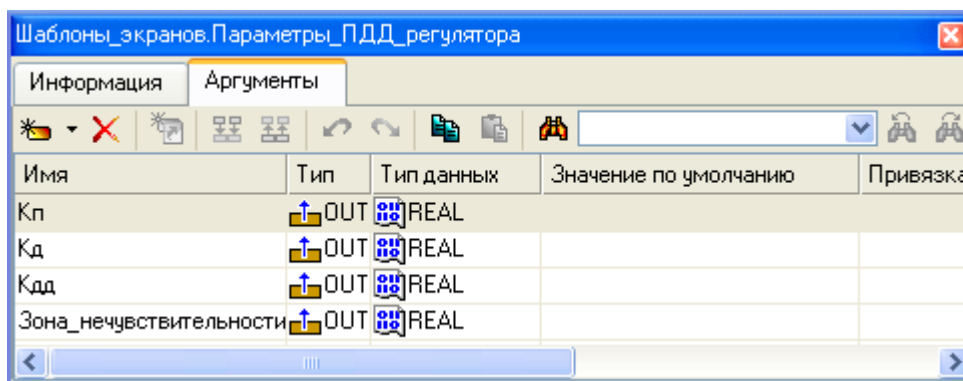 Шаблоны_экранов.Параметры_ПДД_регулятора
Информация Аргументы
Имя Тип Тип данных Значение по умолчанию Привязка
Кп OUT REAL
Кд OUT REAL
Кдд OUT REAL
Зона_нечувствительности OUT REAL